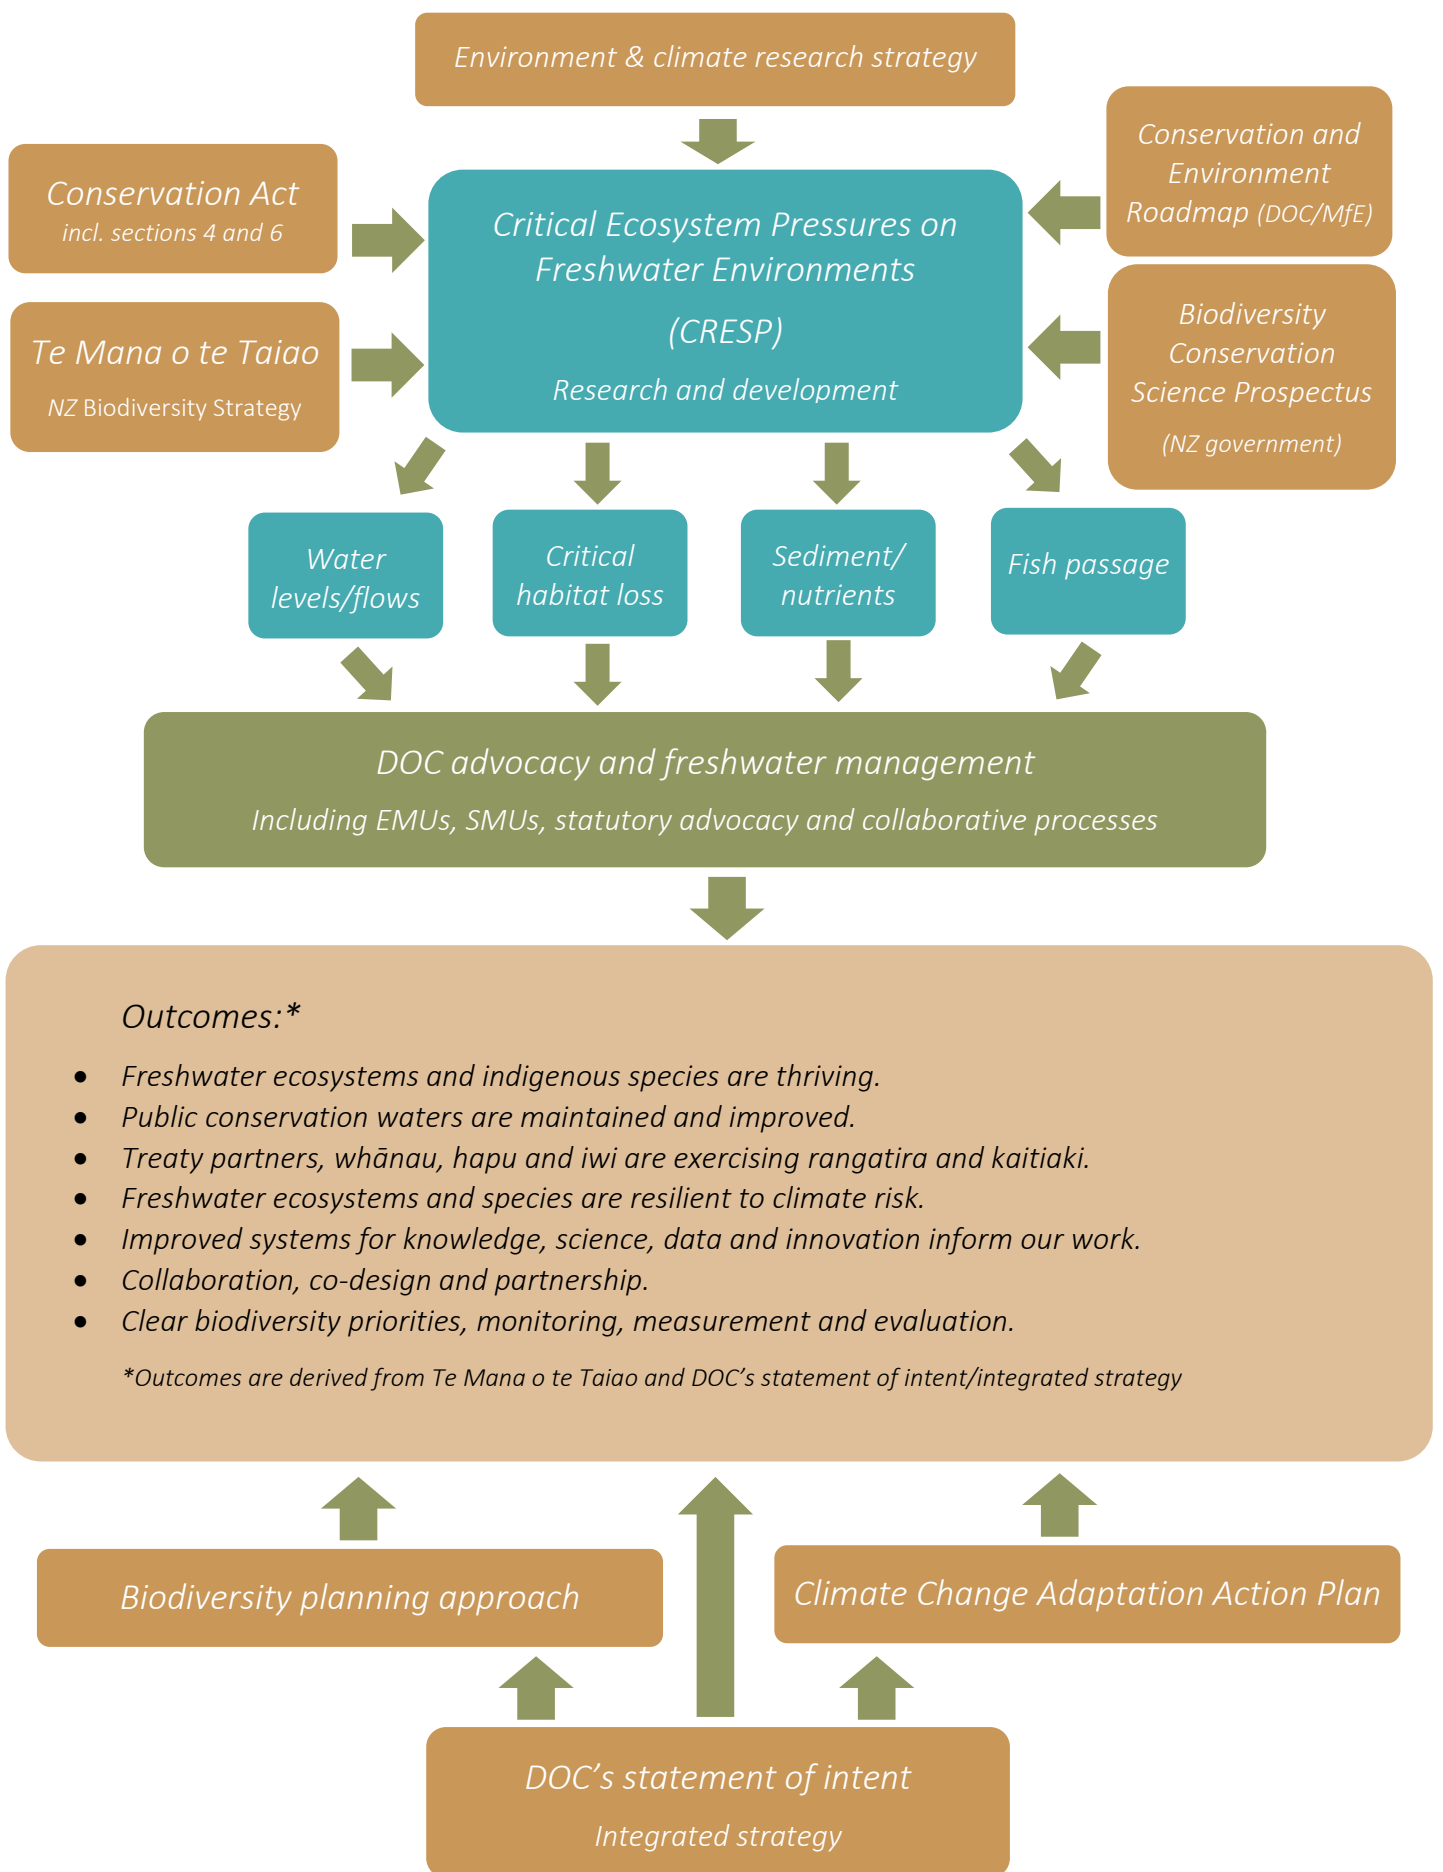 Environment & climate research strategy
Conservation and
Environment
Roadmap (DOC/MfE)
Conservation Act
incl. sections 4 and 6
Critical Ecosystem Pressures on
Freshwater Environments
(CRESP)
Research and development
Te Mana o te Taiao
NZ Biodiversity Strategy
Biodiversity
Conservation
Science Prospectus
(NZ government)
Water
levels/flows
Critical
habitat loss
Sediment/
nutrients
Fish passage
DOC advocacy and freshwater management
Including EMUs, SMUs, statutory advocacy and collaborative processes
Outcomes:*
• Freshwater ecosystems and indigenous species are thriving.
• Public conservation waters are maintained and improved.
• Treaty partners, whānau, hapu and iwi are exercising rangatira and kaitiaki.
• Freshwater ecosystems and species are resilient to climate risk.
• Improved systems for knowledge, science, data and innovation inform our work.
• Collaboration, co-design and partnership.
• Clear biodiversity priorities, monitoring, measurement and evaluation.
*Outcomes are derived from Te Mana o te Taiao and DOC’s statement of intent/integrated strategy
Biodiversity planning approach
Climate Change Adaptation Action Plan
DOC’s statement of intent
Integrated strategy